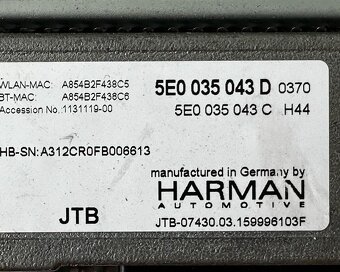 WLAN-MAC: A854B2F438C5
BT-MAC: A854B2F438C6
Accession No. 1131119-00
5E0 035 043 D 0370
5E0 035 043 C H44
HB-SN: A312CR0FB006613
manufactured in Germany by
HARMAN
AUTOMOTIVE
JTB
JTB-07430.03.159996103F